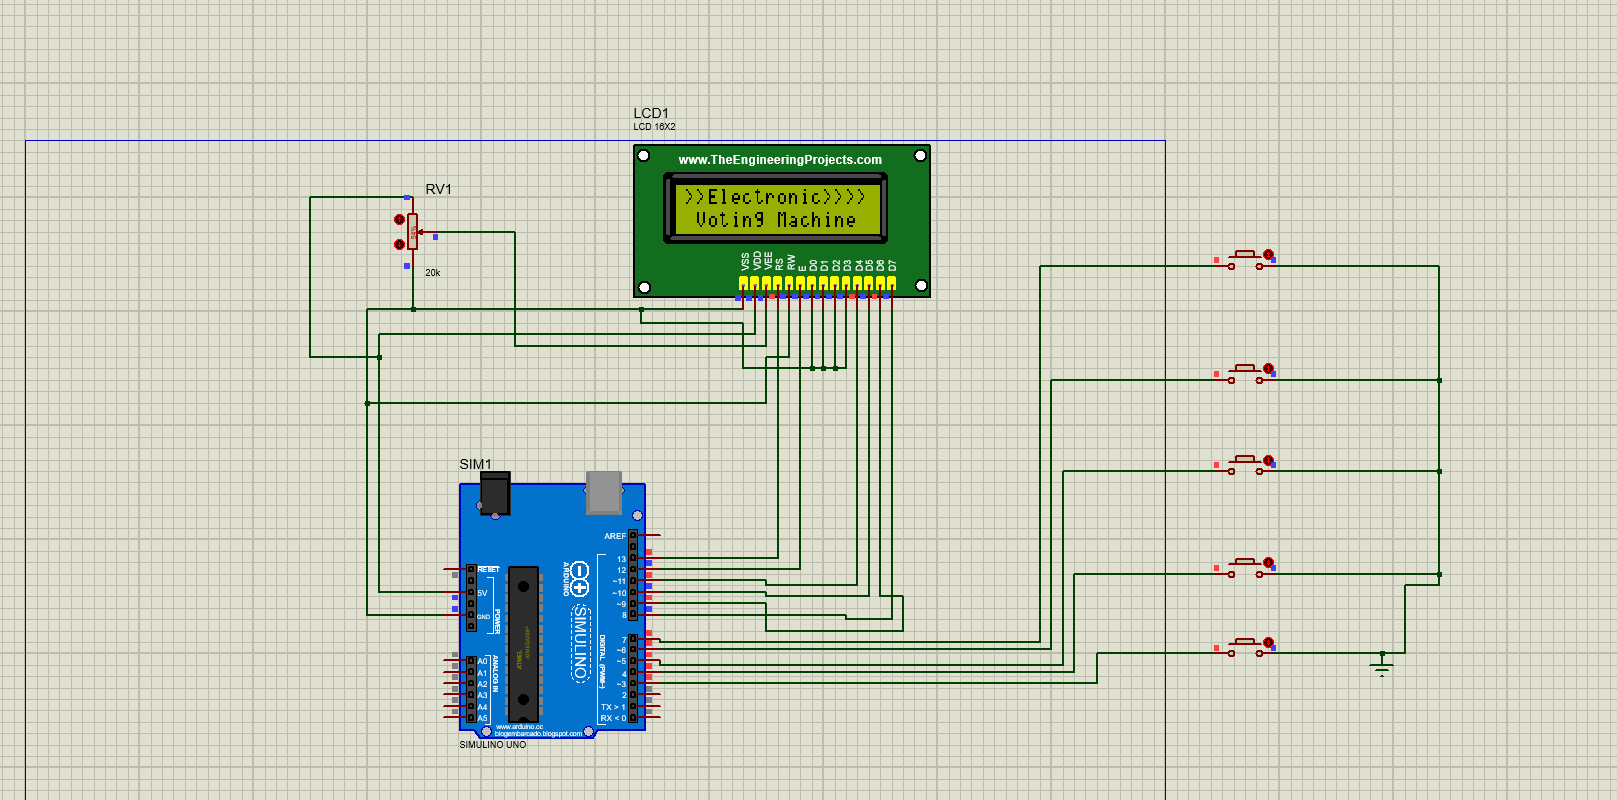 LCD1
LCD 16X2
www.TheEngineeringProjects.com
>>Electronic>>>>
Voting Machine
VSS
VDD
VEE
RS
RW
E
D0
D1
D2
D3
D4
D5
D6
D7
RV1
20k
SIM1
AREF
13
12
~11
~10
~9
8
7
~6
~5
4
~3
2
TX > 1
RX < 0
RESET
5V
GND
POWER
A0
A1
A2
A3
A4
A5
ANALOG IN
ARDUINO
SIMULINO
DIGITAL (PWM~)
ATMEL
www.arduino.cc
blogembarcado.blogspot.com
SIMULINO UNO